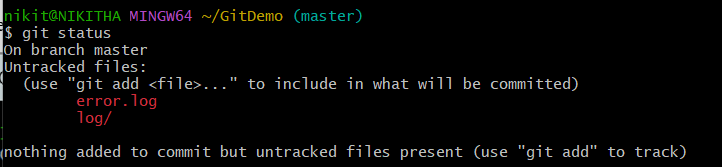 nikit@NIKITHA MINGW64 ~/GitDemo (master)
$ git status
On branch master
Untracked files:
  (use "git add <file>..." to include in what will be committed)
        error.log
        log/

nothing added to commit but untracked files present (use "git add" to track)